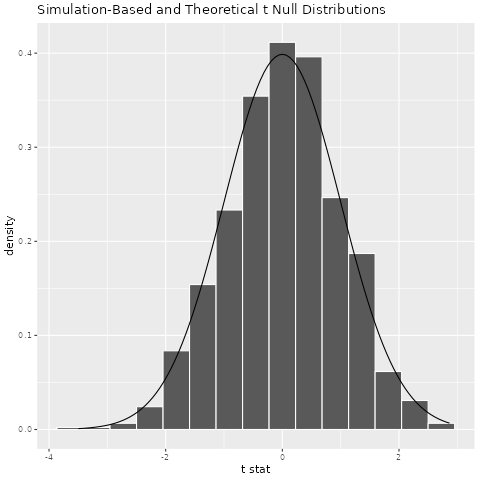 Simulation-Based and Theoretical t Null Distributions
density
0.4
0.3
0.2
0.1
0.0
-4 -2 0 2
t stat